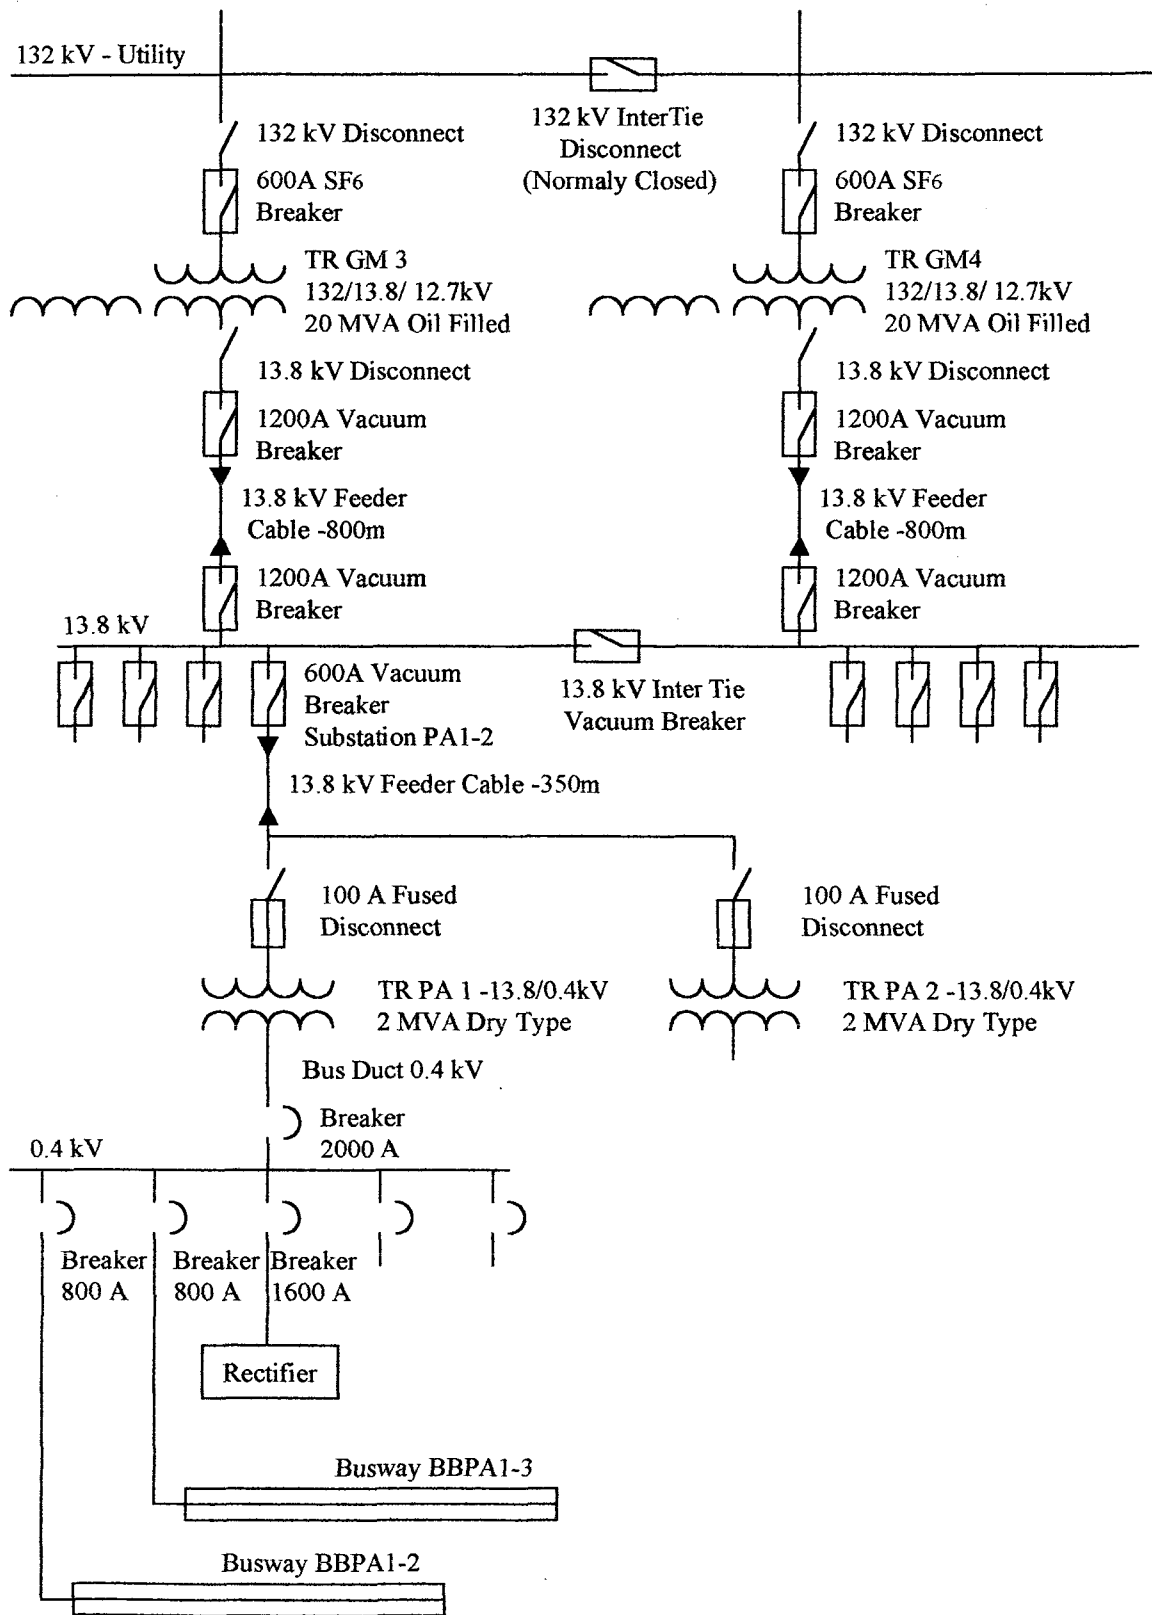 132 kV - Utility
132 kV InterTie
Disconnect
(Normaly Closed)
132 kV Disconnect
600A SF6
Breaker
132 kV Disconnect
600A SF6
Breaker
TR GM 3
132/13.8/ 12.7kV
20 MVA Oil Filled
TR GM4
132/13.8/ 12.7kV
20 MVA Oil Filled
13.8 kV Disconnect
1200A Vacuum
Breaker
13.8 kV Disconnect
1200A Vacuum
Breaker
13.8 kV Feeder
Cable -800m
13.8 kV Feeder
Cable -800m
1200A Vacuum
Breaker
1200A Vacuum
Breaker
13.8 kV
600A Vacuum
Breaker
Substation PA1-2
13.8 kV Inter Tie
Vacuum Breaker
13.8 kV Feeder Cable -350m
100 A Fused
Disconnect
100 A Fused
Disconnect
TR PA 1 -13.8/0.4kV
2 MVA Dry Type
TR PA 2 -13.8/0.4kV
2 MVA Dry Type
Bus Duct 0.4 kV
Breaker
2000 A
0.4 kV
Breaker
800 A
Breaker
800 A
Breaker
1600 A
Rectifier
Busway BBPA1-3
Busway BBPA1-2